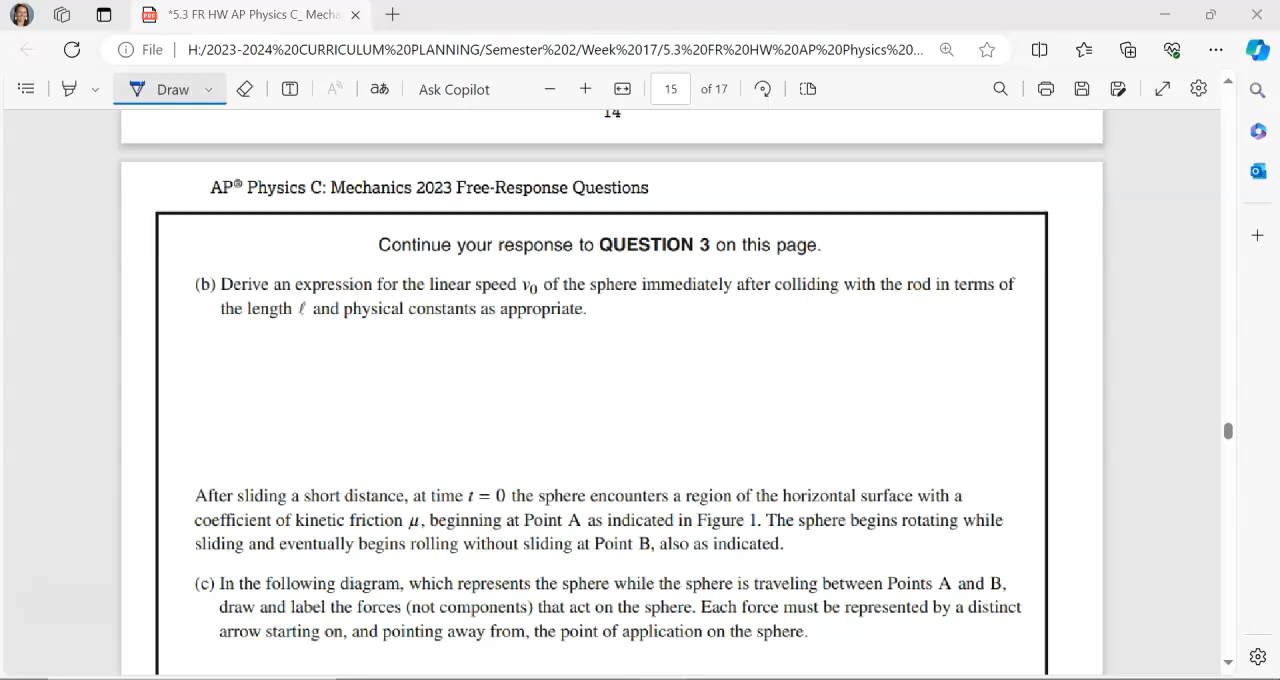 *5.3 FR HW AP Physics C_ Mecha
File
H:/2023-2024%20CURRICULUM%20PLANNING/Semester%202/Week%2017/5.3%20FR%20HW%20AP%20Physics%20...
Draw
aあ
Ask Copilot
15
of 17
14
AP® Physics C: Mechanics 2023 Free-Response Questions
Continue your response to QUESTION 3 on this page.
(b) Derive an expression for the linear speed v₀ of the sphere immediately after colliding with the rod in terms of
the length ℓ and physical constants as appropriate.
After sliding a short distance, at time t = 0 the sphere encounters a region of the horizontal surface with a
coefficient of kinetic friction μ, beginning at Point A as indicated in Figure 1. The sphere begins rotating while
sliding and eventually begins rolling without sliding at Point B, also as indicated.
(c) In the following diagram, which represents the sphere while the sphere is traveling between Points A and B,
draw and label the forces (not components) that act on the sphere. Each force must be represented by a distinct
arrow starting on, and pointing away from, the point of application on the sphere.